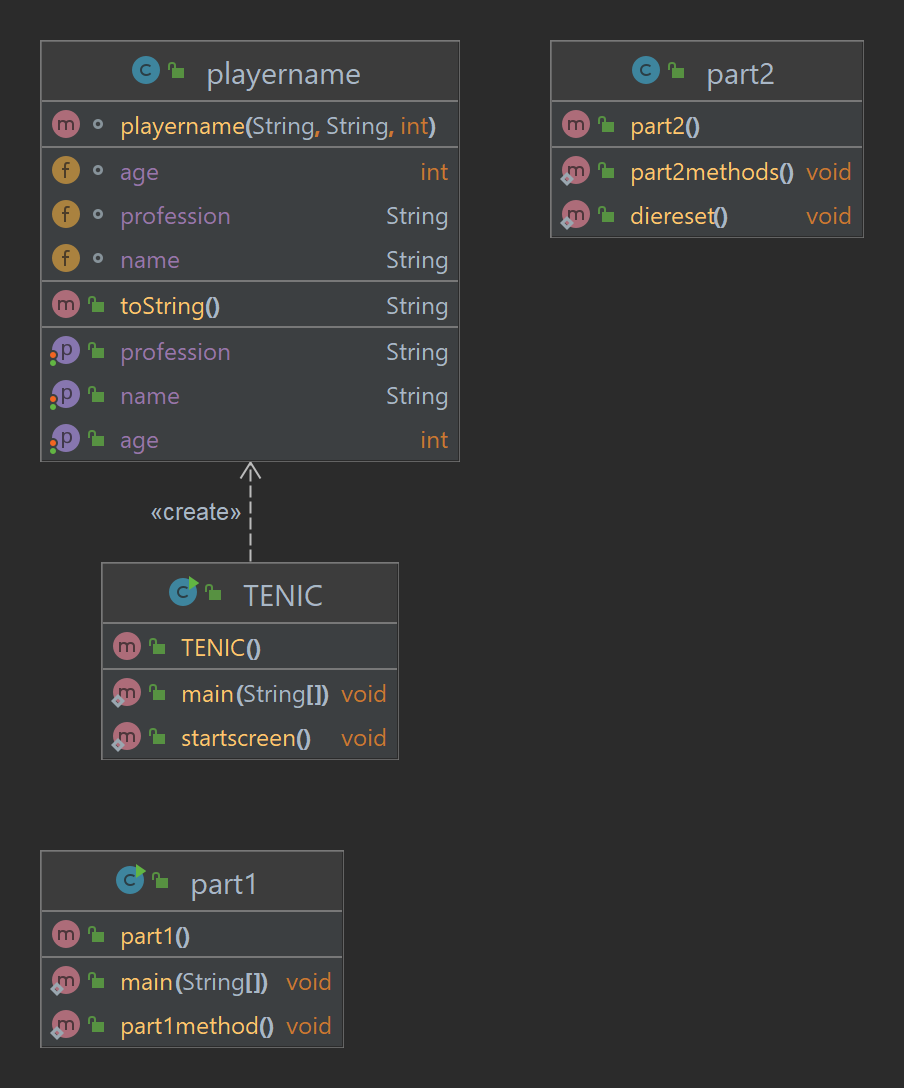 playername
playername(String, String, int)
age int
profession String
name String
toString() String
profession String
name String
age int
part2
part2()
part2methods() void
diereset() void
«create»
TENIC
TENIC()
main(String[]) void
startscreen() void
part1
part1()
main(String[]) void
part1method() void